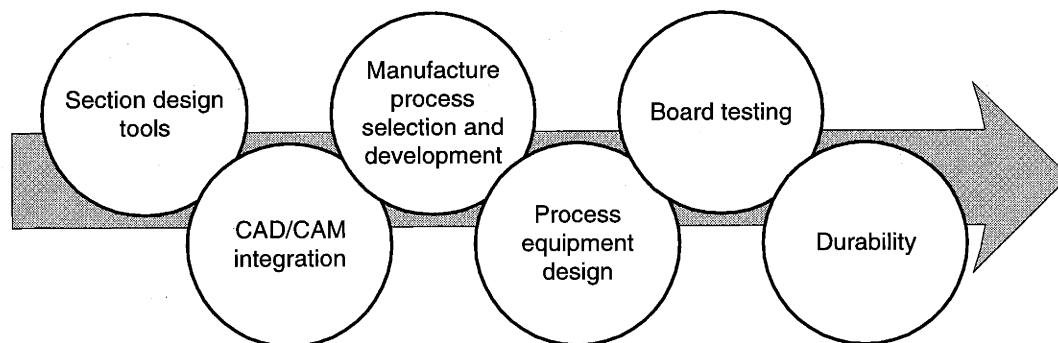 Section design
tools
CAD/CAM
integration
Manufacture
process
selection and
development
Process
equipment
design
Board testing
Durability